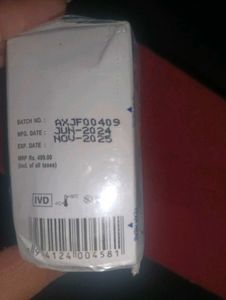 BATCH NO. : AXJF00409
MFG. DATE : JUN-2024
EXP. DATE : NOV-2025
MRP Rs. 499.00
(Incl. of all taxes)
IVD
4124 004581